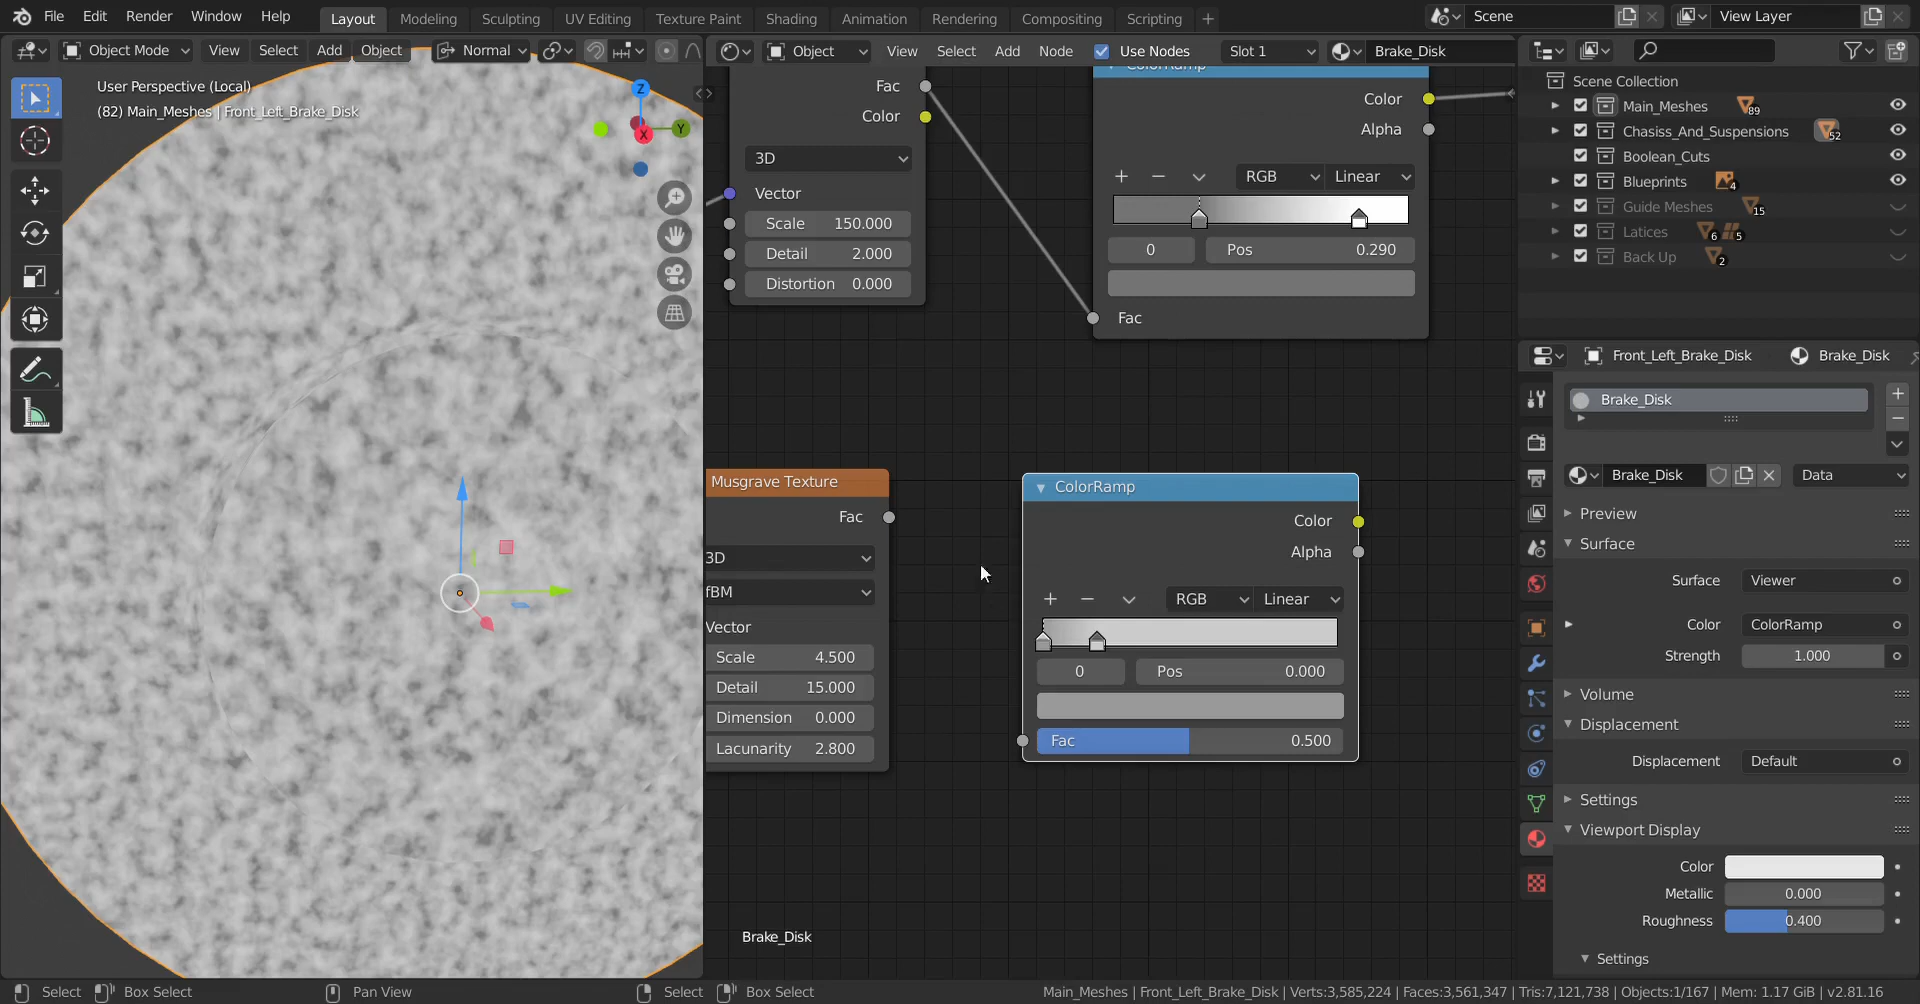 File Edit Render Window Help Layout Modeling Sculpting UV Editing Texture Paint Shading Animation Rendering Compositing Scripting + Scene View Layer
Object Mode View Select Add Object Normal
User Perspective (Local)
(82) Main_Meshes | Front_Left_Brake_Disk
Z
Y
X
Object View Select Add Node Use Nodes Slot 1 Brake_Disk
Fac
Color
3D
Vector
Scale 150.000
Detail 2.000
Distortion 0.000
ColorRamp
Color
Alpha
RGB Linear
0 Pos 0.290
Fac
Musgrave Texture
Fac
3D
fBM
Vector
Scale 4.500
Detail 15.000
Dimension 0.000
Lacunarity 2.800
ColorRamp
Color
Alpha
RGB Linear
0 Pos 0.000
Fac 0.500
Brake_Disk
Scene Collection
Main_Meshes 89
Chasiss_And_Suspensions 52
Boolean_Cuts
Blueprints 4
Guide Meshes 15
Latices 6 5
Back Up 2
Front_Left_Brake_Disk Brake_Disk
Brake_Disk
Brake_Disk Data
Preview
Surface
Surface Viewer
Color ColorRamp
Strength 1.000
Volume
Displacement
Displacement Default
Settings
Viewport Display
Color
Metallic 0.000
Roughness 0.400
Settings
Select Box Select Pan View Select Box Select Main_Meshes | Front_Left_Brake_Disk | Verts:3,585,224 | Faces:3,561,347 | Tris:7,121,738 | Objects:1/167 | Mem: 1.17 GiB | v2.81.16